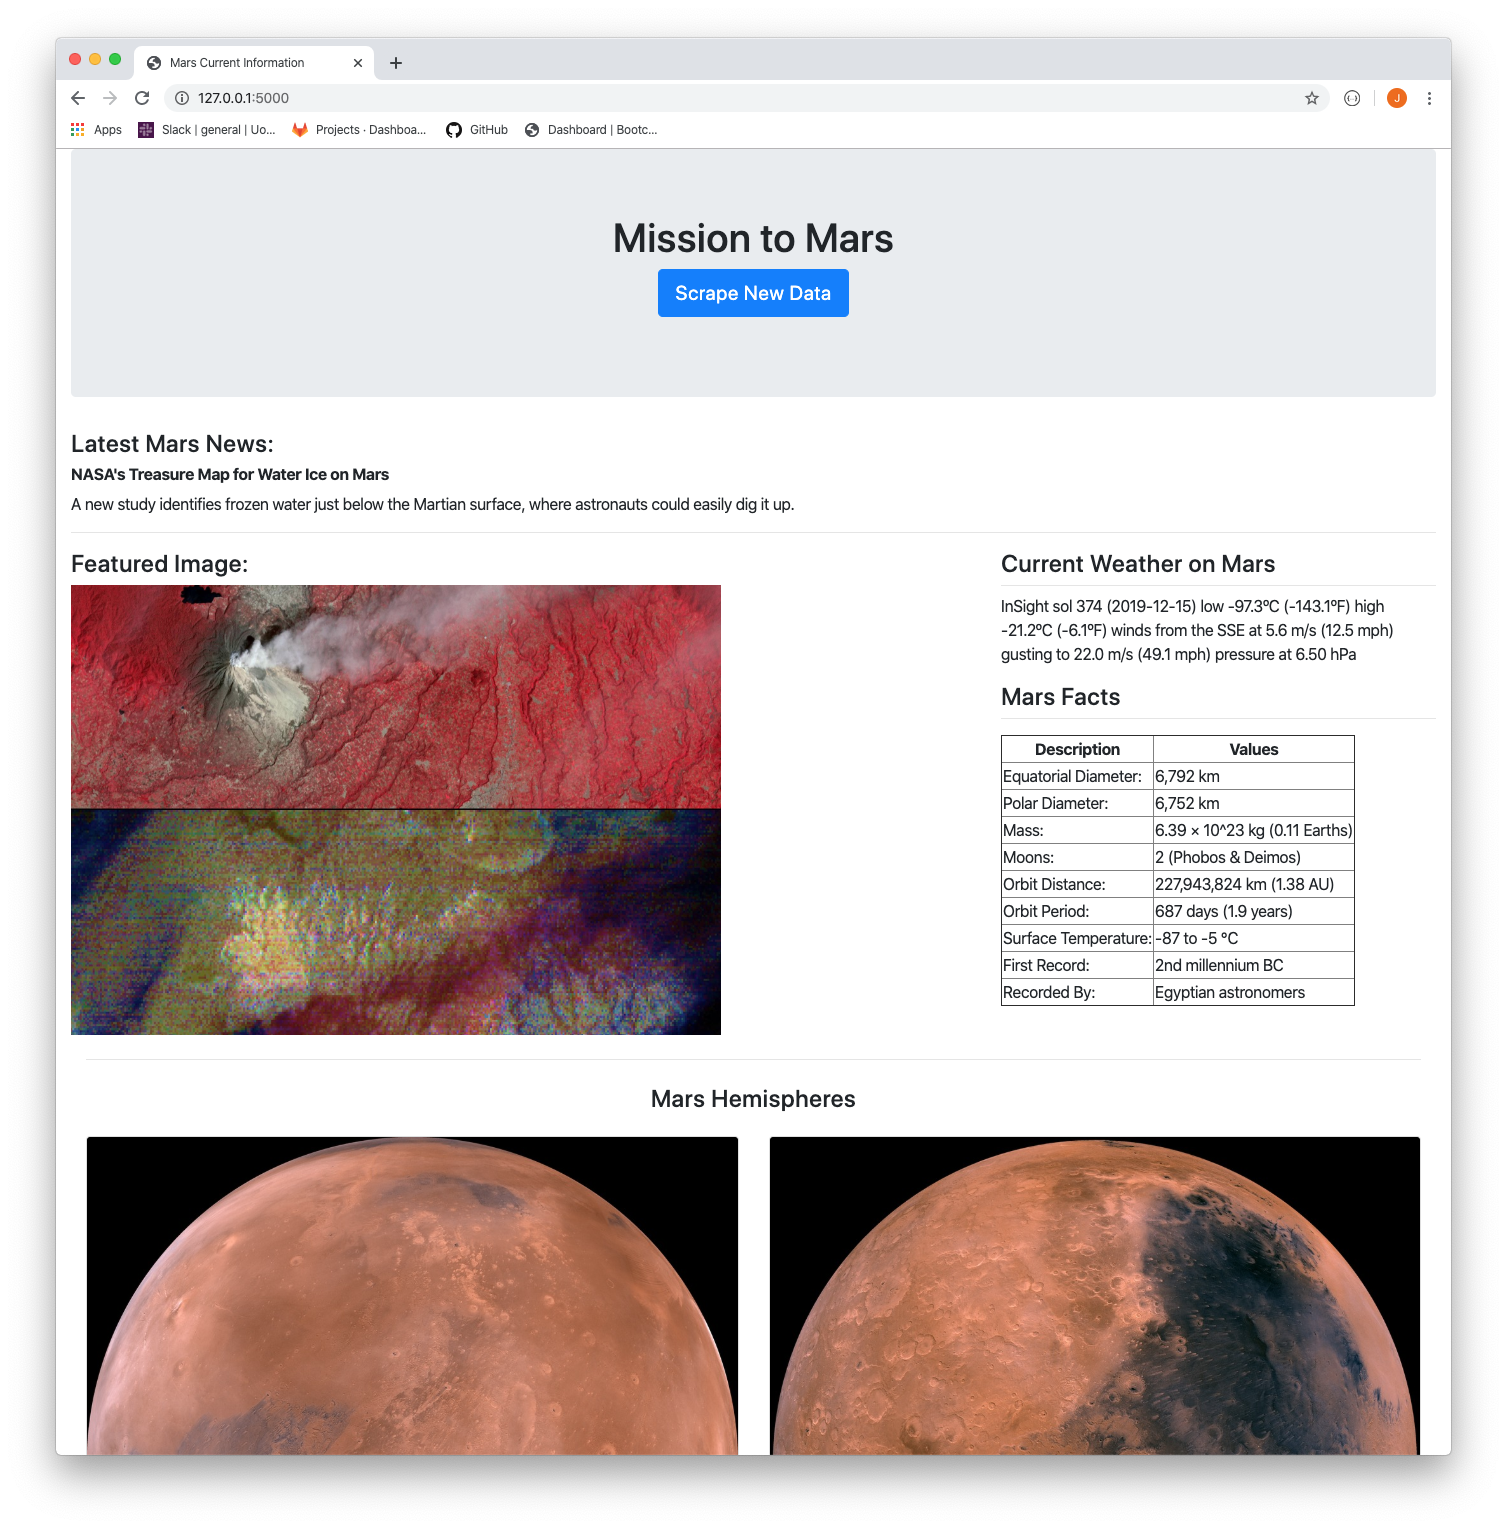 Mars Current Information
127.0.0.1:5000
J
Apps Slack | general | Uo... Projects · Dashboa... GitHub Dashboard | Bootc...
Mission to Mars
Scrape New Data
Latest Mars News:
NASA's Treasure Map for Water Ice on Mars
A new study identifies frozen water just below the Martian surface, where astronauts could easily dig it up.
Featured Image:
Current Weather on Mars
InSight sol 374 (2019-12-15) low -97.3ºC (-143.1ºF) high
-21.2ºC (-6.1ºF) winds from the SSE at 5.6 m/s (12.5 mph)
gusting to 22.0 m/s (49.1 mph) pressure at 6.50 hPa
Mars Facts
Description Values
Equatorial Diameter: 6,792 km
Polar Diameter: 6,752 km
Mass: 6.39 × 10^23 kg (0.11 Earths)
Moons: 2 (Phobos & Deimos)
Orbit Distance: 227,943,824 km (1.38 AU)
Orbit Period: 687 days (1.9 years)
Surface Temperature: -87 to -5 °C
First Record: 2nd millennium BC
Recorded By: Egyptian astronomers
Mars Hemispheres